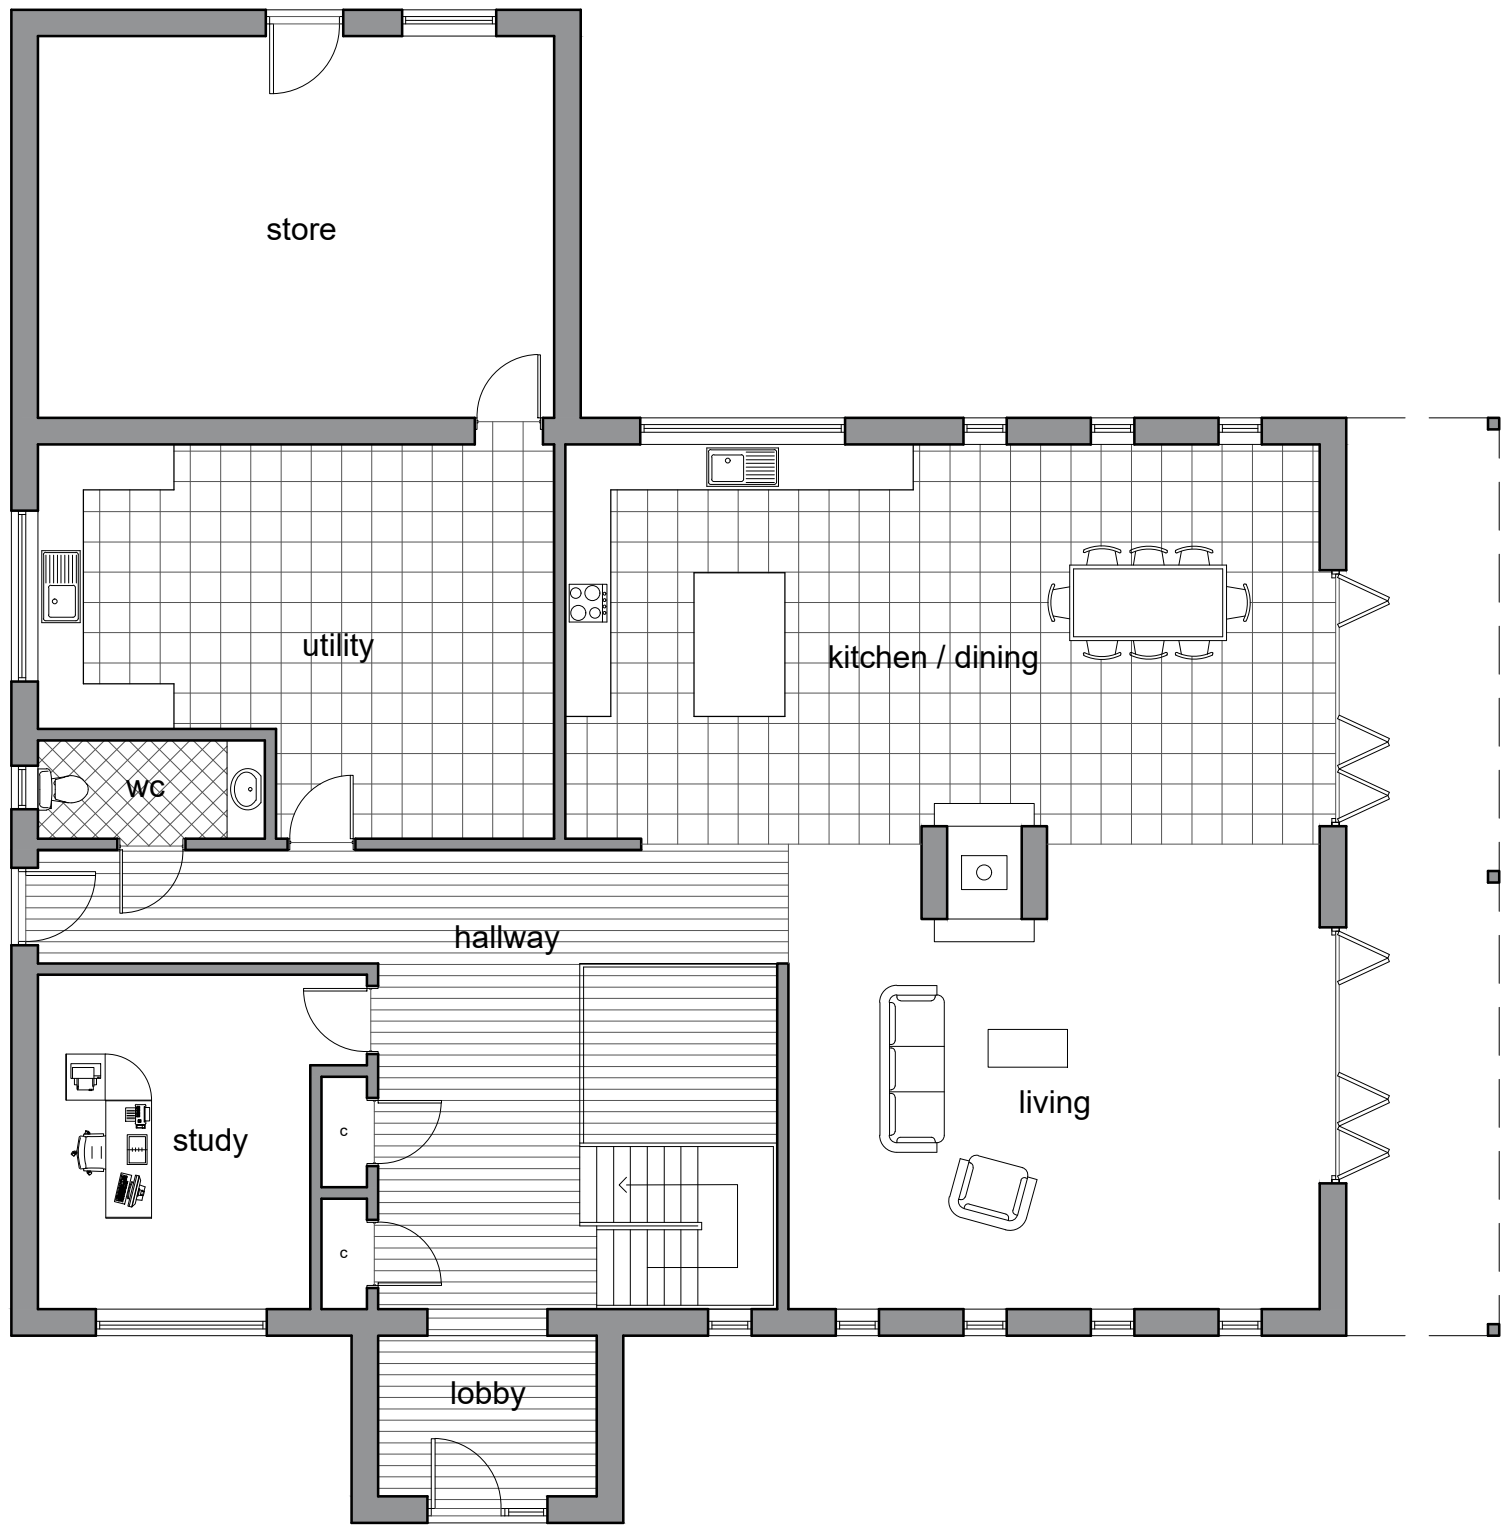 store
utility
kitchen / dining
wc
hallway
living
c
study
c
lobby